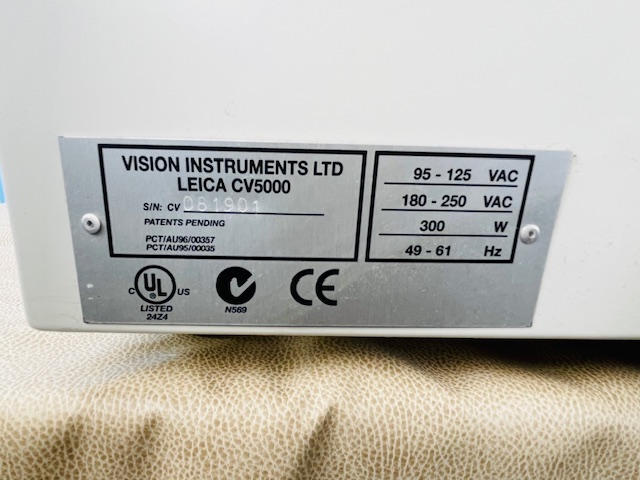 VISION INSTRUMENTS LTD
LEICA CV5000
S/N: CV 081901
PATENTS PENDING
PCT/AU96/00357
PCT/AU95/00035
95 - 125 VAC
180 - 250 VAC
300 W
49 - 61 Hz
C UL US
LISTED
24Z4
N569
CE